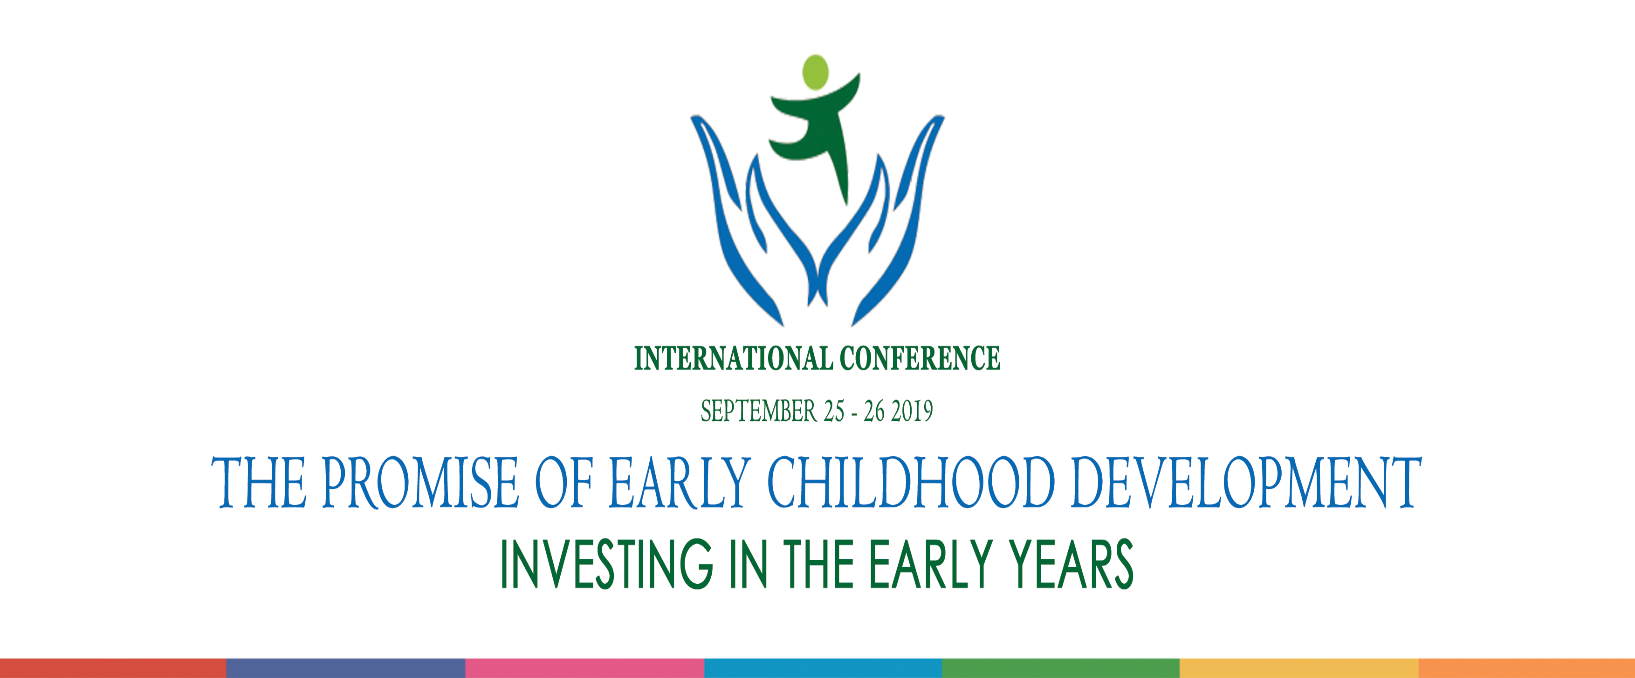 INTERNATIONAL CONFERENCE
SEPTEMBER 25 - 26 2019
THE PROMISE OF EARLY CHILDHOOD DEVELOPMENT
INVESTING IN THE EARLY YEARS